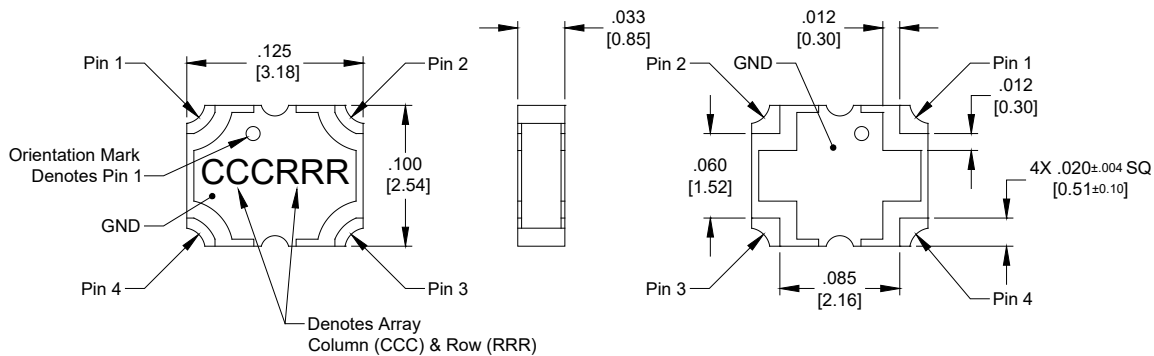 .125
[3.18]
Pin 1
Pin 2
Orientation Mark
Denotes Pin 1
CCCRRR
.100
[2.54]
GND
Pin 4
Pin 3
Denotes Array
Column (CCC) & Row (RRR)
.033
[0.85]
.012
[0.30]
GND
Pin 2
Pin 1
.012
[0.30]
.060
[1.52]
4X .020±.004 SQ
[0.51±0.10]
Pin 3
.085
[2.16]
Pin 4